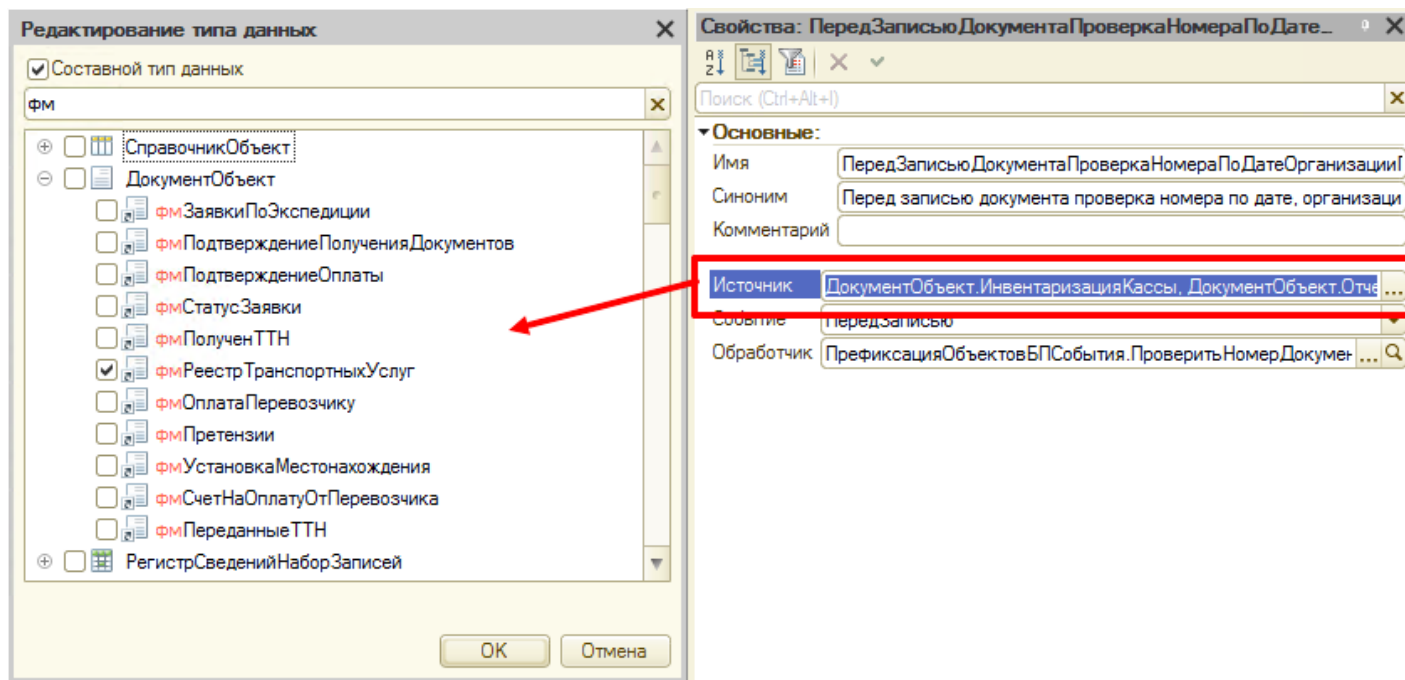 Редактирование типа данных
Составной тип данных
фм
СправочникОбъект
ДокументОбъект
фмЗаявкиПоЭкспедиции
фмПодтверждениеПолученияДокументов
фмПодтверждениеОплаты
фмСтатусЗаявки
фмПолученТТН
фмРеестрТранспортныхУслуг
фмОплатаПеревозчику
фмПретензии
фмУстановкаМестонахождения
фмСчетНаОплатуОтПеревозчика
фмПереданныеТТН
РегистрСведенийНаборЗаписей
OK Отмена
Свойства: ПередЗаписьюДокументаПроверкаНомераПоДате...
Поиск (Ctrl+Alt+I)
Основные:
Имя ПередЗаписьюДокументаПроверкаНомераПоДатеОрганизации
Синоним Перед записью документа проверка номера по дате, организаци
Комментарий
Источник ДокументОбъект.ИнвентаризацияКассы, ДокументОбъект.Отче ...
Событие ПередЗаписью
Обработчик ПрефиксацияОбъектовБПСобытия.ПроверитьНомерДокумен ...